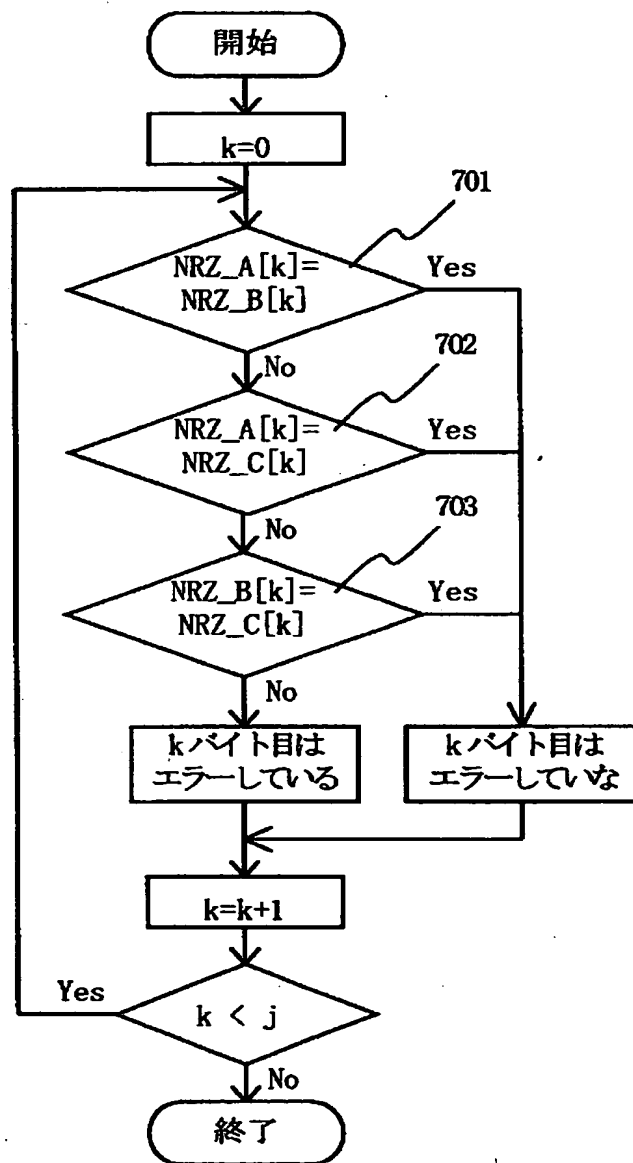 開始
k=0
701
NRZ_A[k]=
NRZ_B[k]
Yes
No
702
NRZ_A[k]=
NRZ_C[k]
Yes
No
703
NRZ_B[k]=
NRZ_C[k]
Yes
No
kバイト目は
エラーしている
kバイト目は
エラーしていな
k=k+1
Yes
k < j
No
終了